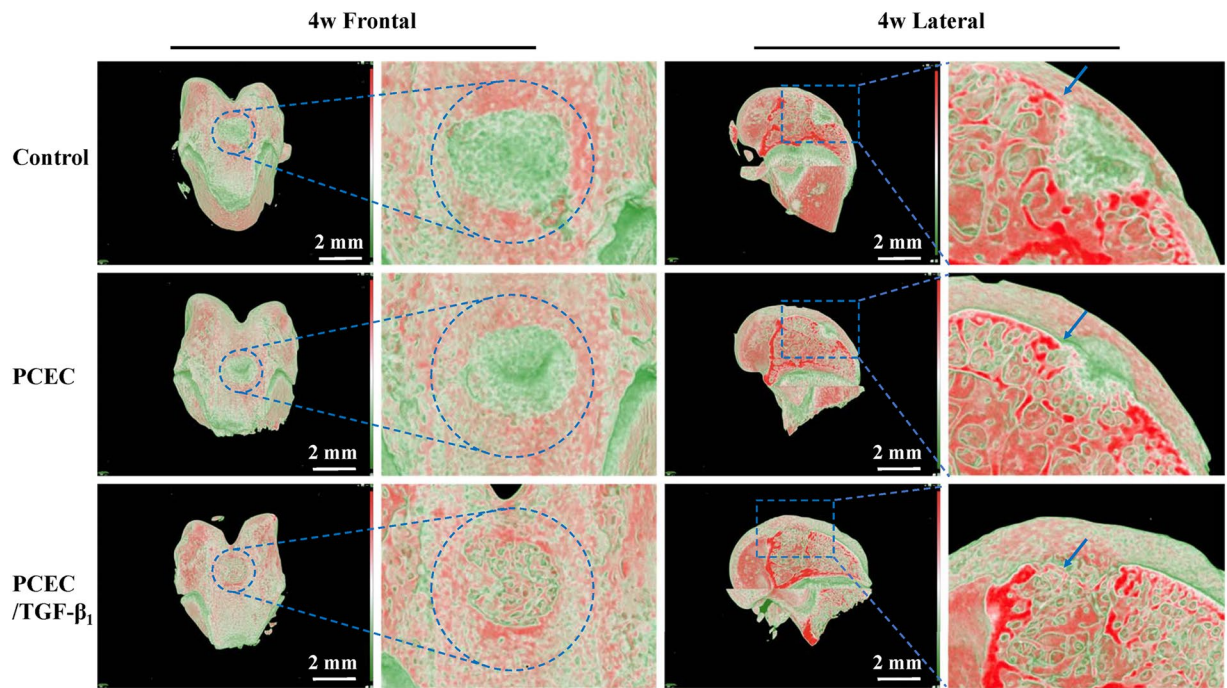 4w Frontal
4w Lateral
Control
2 mm
2 mm
PCEC
2 mm
2 mm
PCEC
/TGF-β₁
2 mm
2 mm